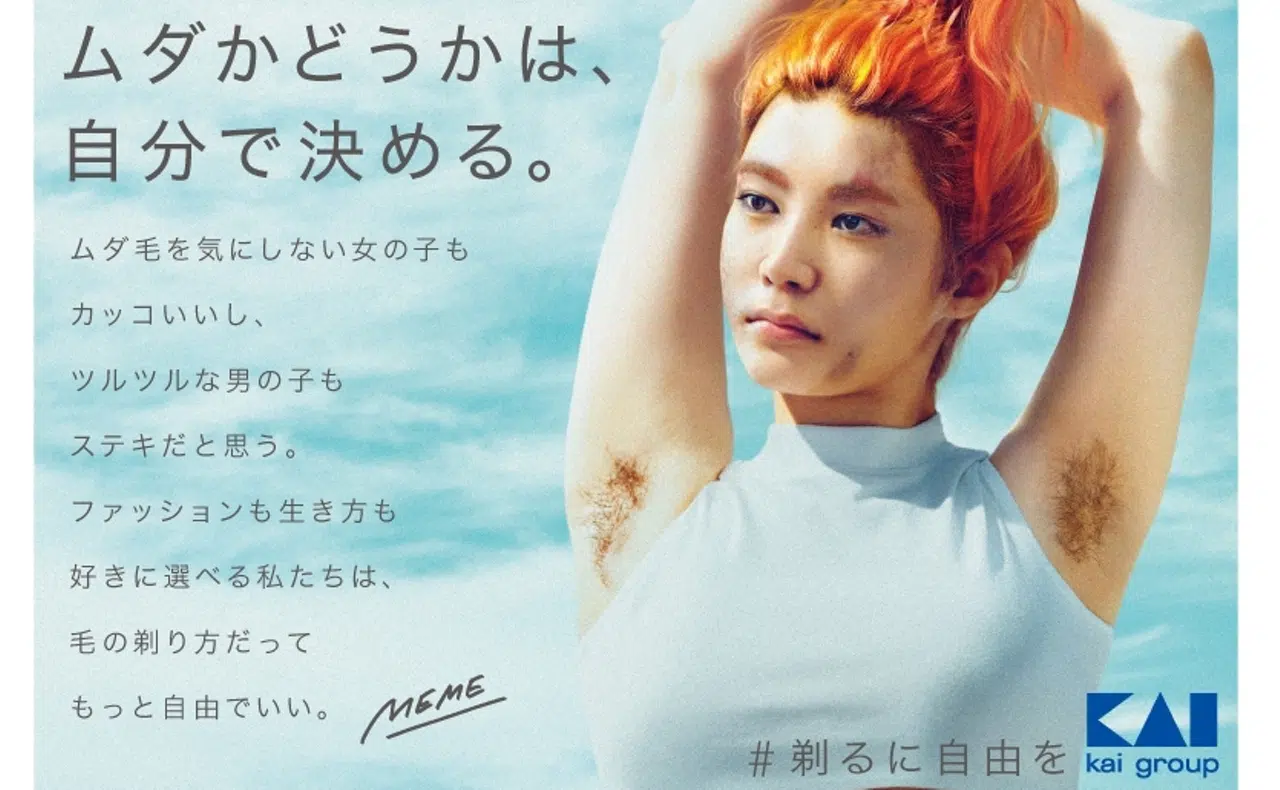 ムダかどうかは、
自分で決める。
ムダ毛を気にしない女の子も
カッコいいし、
ツルツルな男の子も
ステキだと思う。
ファッションも生き方も
好きに選べる私たちは、
毛の剃り方だって
もっと自由でいい。
MEME
#剃るに自由を
KAI
kai group